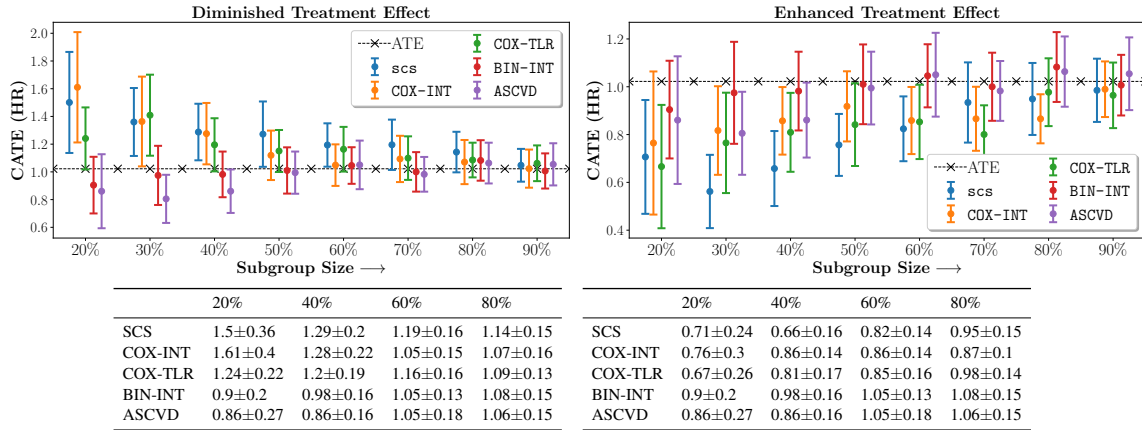 Diminished Treatment Effect
CATE (HR)
2.0
1.8
1.6
1.4
1.2
1.0
0.8
0.6
ATE
scs
COX-INT
COX-TLR
BIN-INT
ASCVD
20% 30% 40% 50% 60% 70% 80% 90%
Subgroup Size ⟶
Enhanced Treatment Effect
CATE (HR)
1.2
1.0
0.8
0.6
0.4
ATE
scs
COX-INT
COX-TLR
BIN-INT
ASCVD
20% 30% 40% 50% 60% 70% 80% 90%
Subgroup Size ⟶
20% 40% 60% 80%
SCS 1.5±0.36 1.29±0.2 1.19±0.16 1.14±0.15
COX-INT 1.61±0.4 1.28±0.22 1.05±0.15 1.07±0.16
COX-TLR 1.24±0.22 1.2±0.19 1.16±0.16 1.09±0.13
BIN-INT 0.9±0.2 0.98±0.16 1.05±0.13 1.08±0.15
ASCVD 0.86±0.27 0.86±0.16 1.05±0.18 1.06±0.15
20% 40% 60% 80%
SCS 0.71±0.24 0.66±0.16 0.82±0.14 0.95±0.15
COX-INT 0.76±0.3 0.86±0.14 0.86±0.14 0.87±0.1
COX-TLR 0.67±0.26 0.81±0.17 0.85±0.16 0.98±0.14
BIN-INT 0.9±0.2 0.98±0.16 1.05±0.13 1.08±0.15
ASCVD 0.86±0.27 0.86±0.16 1.05±0.18 1.06±0.15